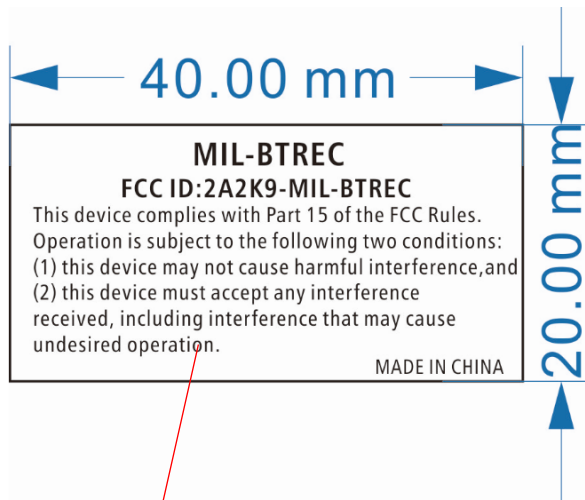 40.00 mm
MIL-BTREC
FCC ID:2A2K9-MIL-BTREC
This device complies with Part 15 of the FCC Rules.
Operation is subject to the following two conditions:
(1) this device may not cause harmful interference,and
(2) this device must accept any interference
received, including interference that may cause
undesired operation.
MADE IN CHINA
20.00 mm